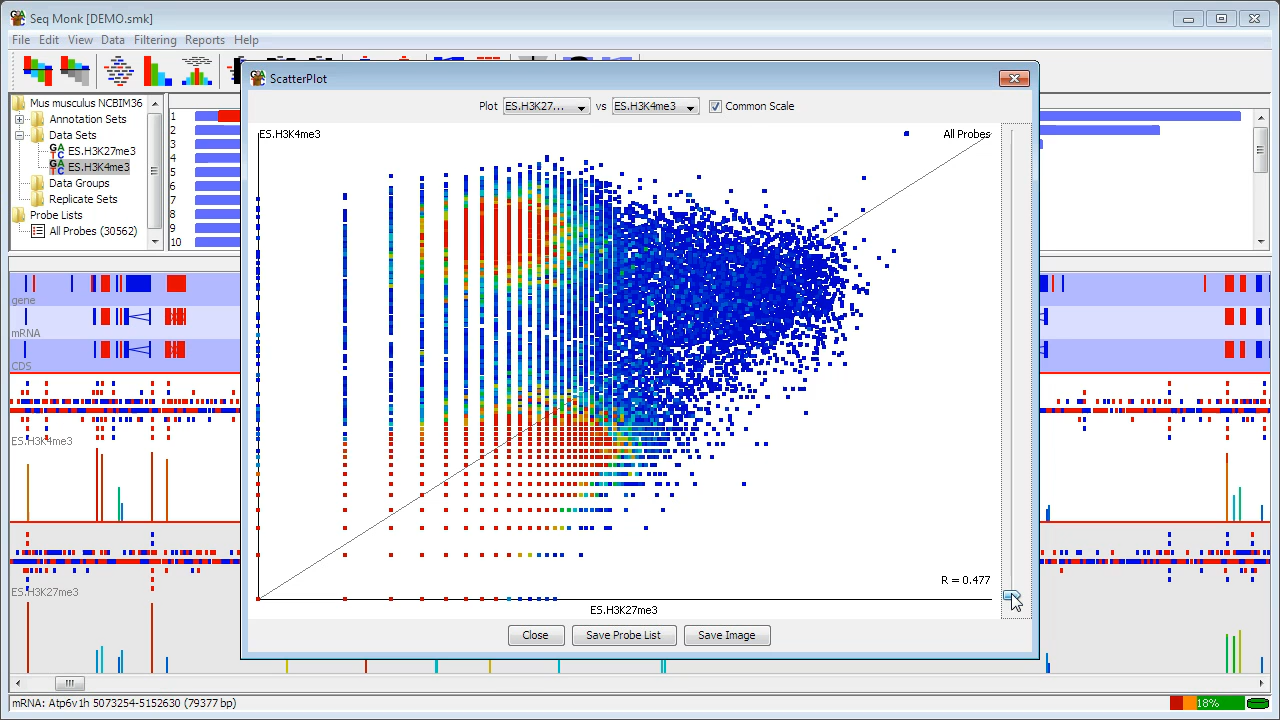 Seq Monk [DEMO.smk]
File Edit View Data Filtering Reports Help
ScatterPlot
Plot ES.H3K27... vs ES.H3K4me3 Common Scale
Mus musculus NCBIM36
Annotation Sets
Data Sets
ES.H3K27me3
ES.H3K4me3
Data Groups
Replicate Sets
Probe Lists
All Probes (30562)
1
2
3
4
5
6
7
8
9
10
ES.H3K4me3
All Probes
R = 0.477
ES.H3K27me3
Close Save Probe List Save Image
gene
mRNA
CDS
ES.H3K4me3
ES.H3K27me3
mRNA: Atp6v1h 5073254-5152630 (79377 bp)
18%